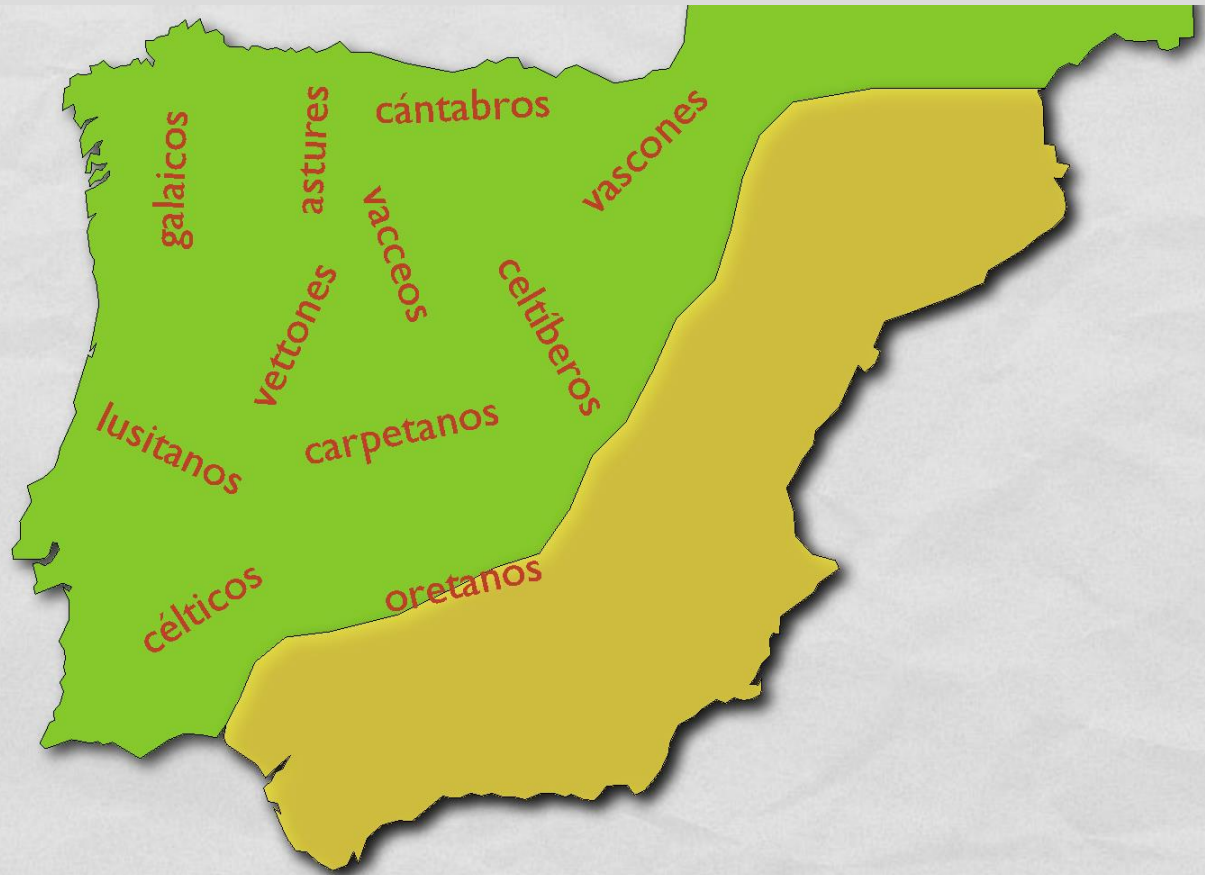 cántabros
galaicos
astures
vascones
vacceos
vettones
celtíberos
lusitanos
carpetanos
oretanos
célticos